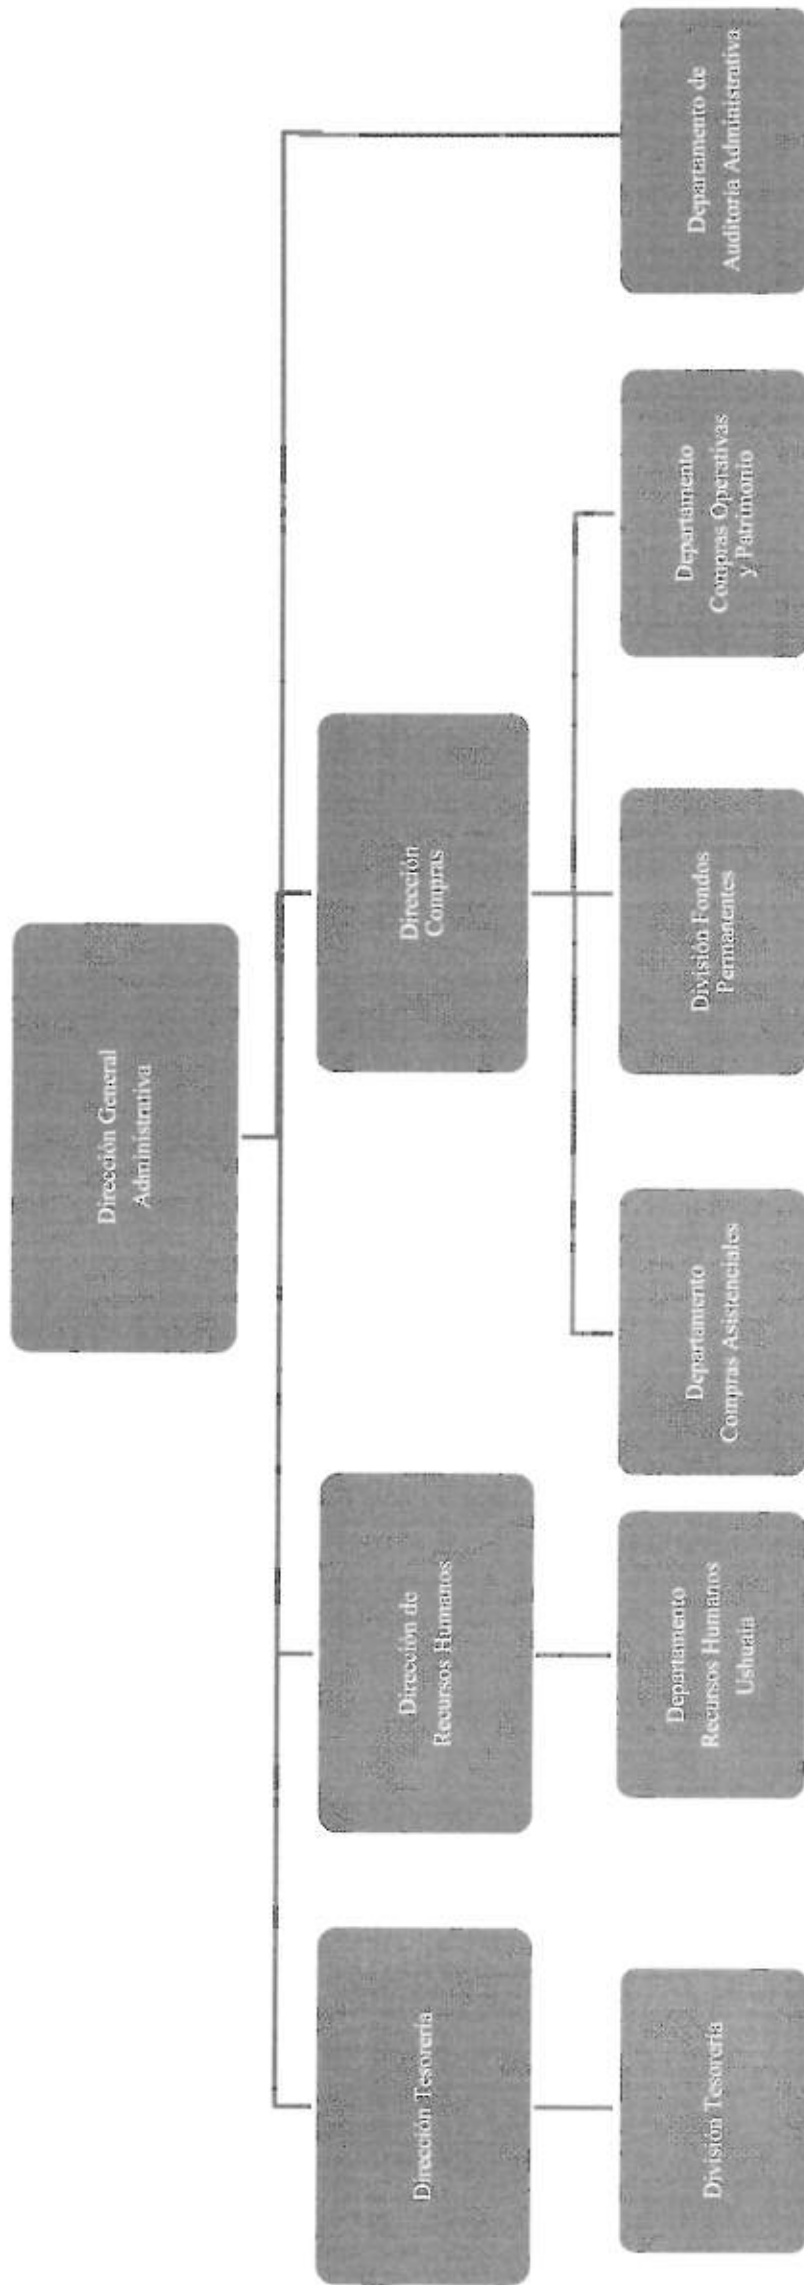 Dirección General
Administrativa
Dirección Tesorería
Dirección de
Recursos Humanos
Dirección
Compras
División Tesorería
Departamento
Recursos Humanos
Ushuaia
Departamento
Compras Asistenciales
División Fondos
Permanentes
Departamento
Compras Operativas
y Patrimonio
Departamento de
Auditoría Administrativa